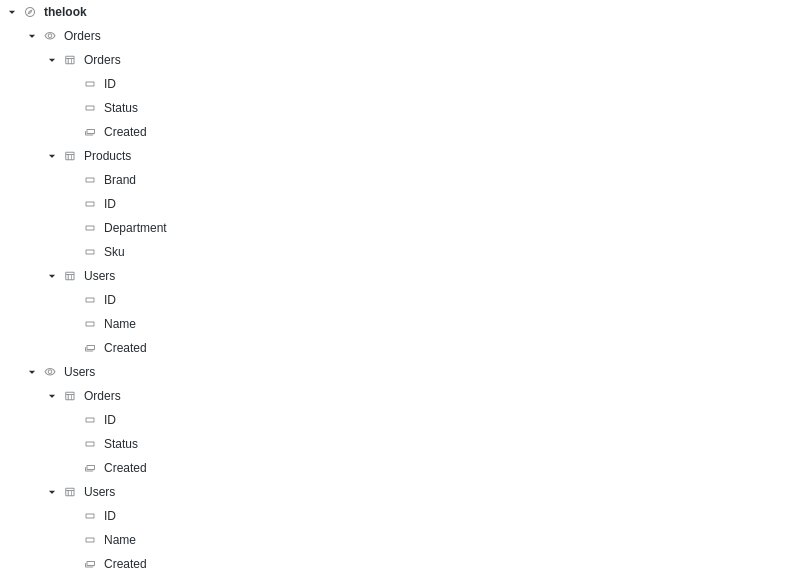 thelook
Orders
Orders
ID
Status
Created
Products
Brand
ID
Department
Sku
Users
ID
Name
Created
Users
Orders
ID
Status
Created
Users
ID
Name
Created